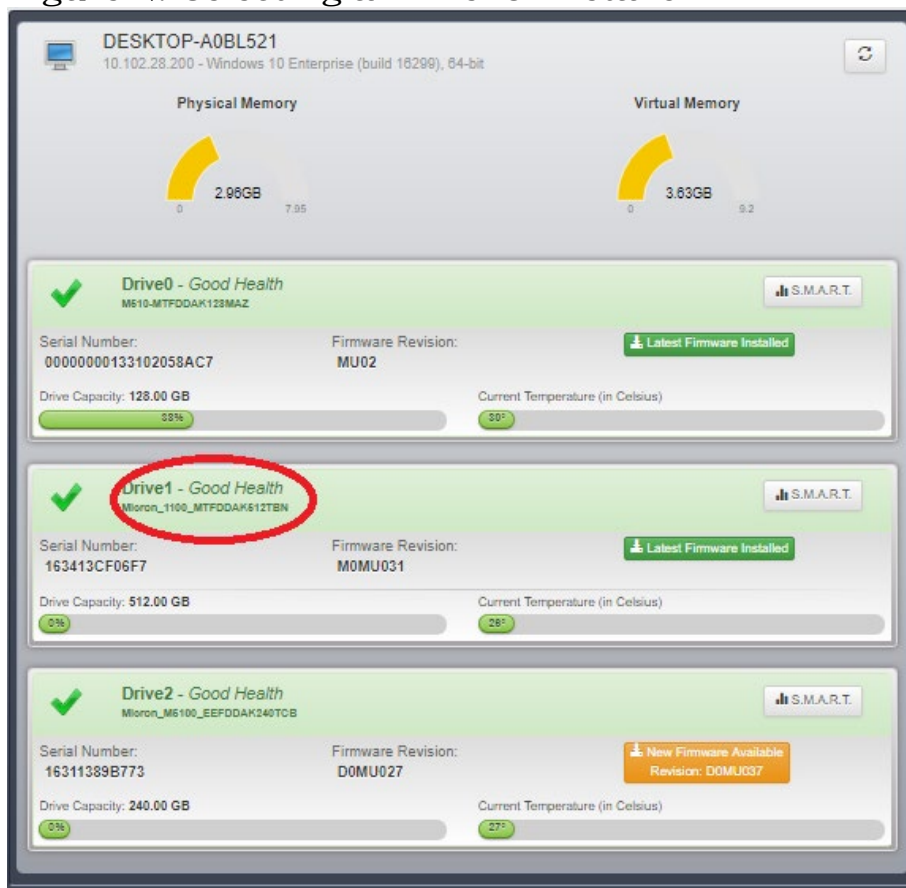 DESKTOP-A0BL521
10.102.28.200 - Windows 10 Enterprise (build 16299), 64-bit
Physical Memory Virtual Memory
2.96GB 3.63GB
0 7.95 0 9.2
Drive0 - Good Health
M510-MTFDDAK128MAZ
S.M.A.R.T.
Serial Number: Firmware Revision: Latest Firmware Installed
00000000133102058AC7 MU02
Drive Capacity: 128.00 GB Current Temperature (in Celsius)
38% 30°
Drive1 - Good Health
Micron_1100_MTFDDAK512TBN
S.M.A.R.T.
Serial Number: Firmware Revision: Latest Firmware Installed
163413CF06F7 M0MU031
Drive Capacity: 512.00 GB Current Temperature (in Celsius)
0% 26°
Drive2 - Good Health
Micron_M5100_EEFDDAK240TCB
S.M.A.R.T.
Serial Number: Firmware Revision: New Firmware Available
16311389B773 D0MU027 Revision: D0MU037
Drive Capacity: 240.00 GB Current Temperature (in Celsius)
0% 27°